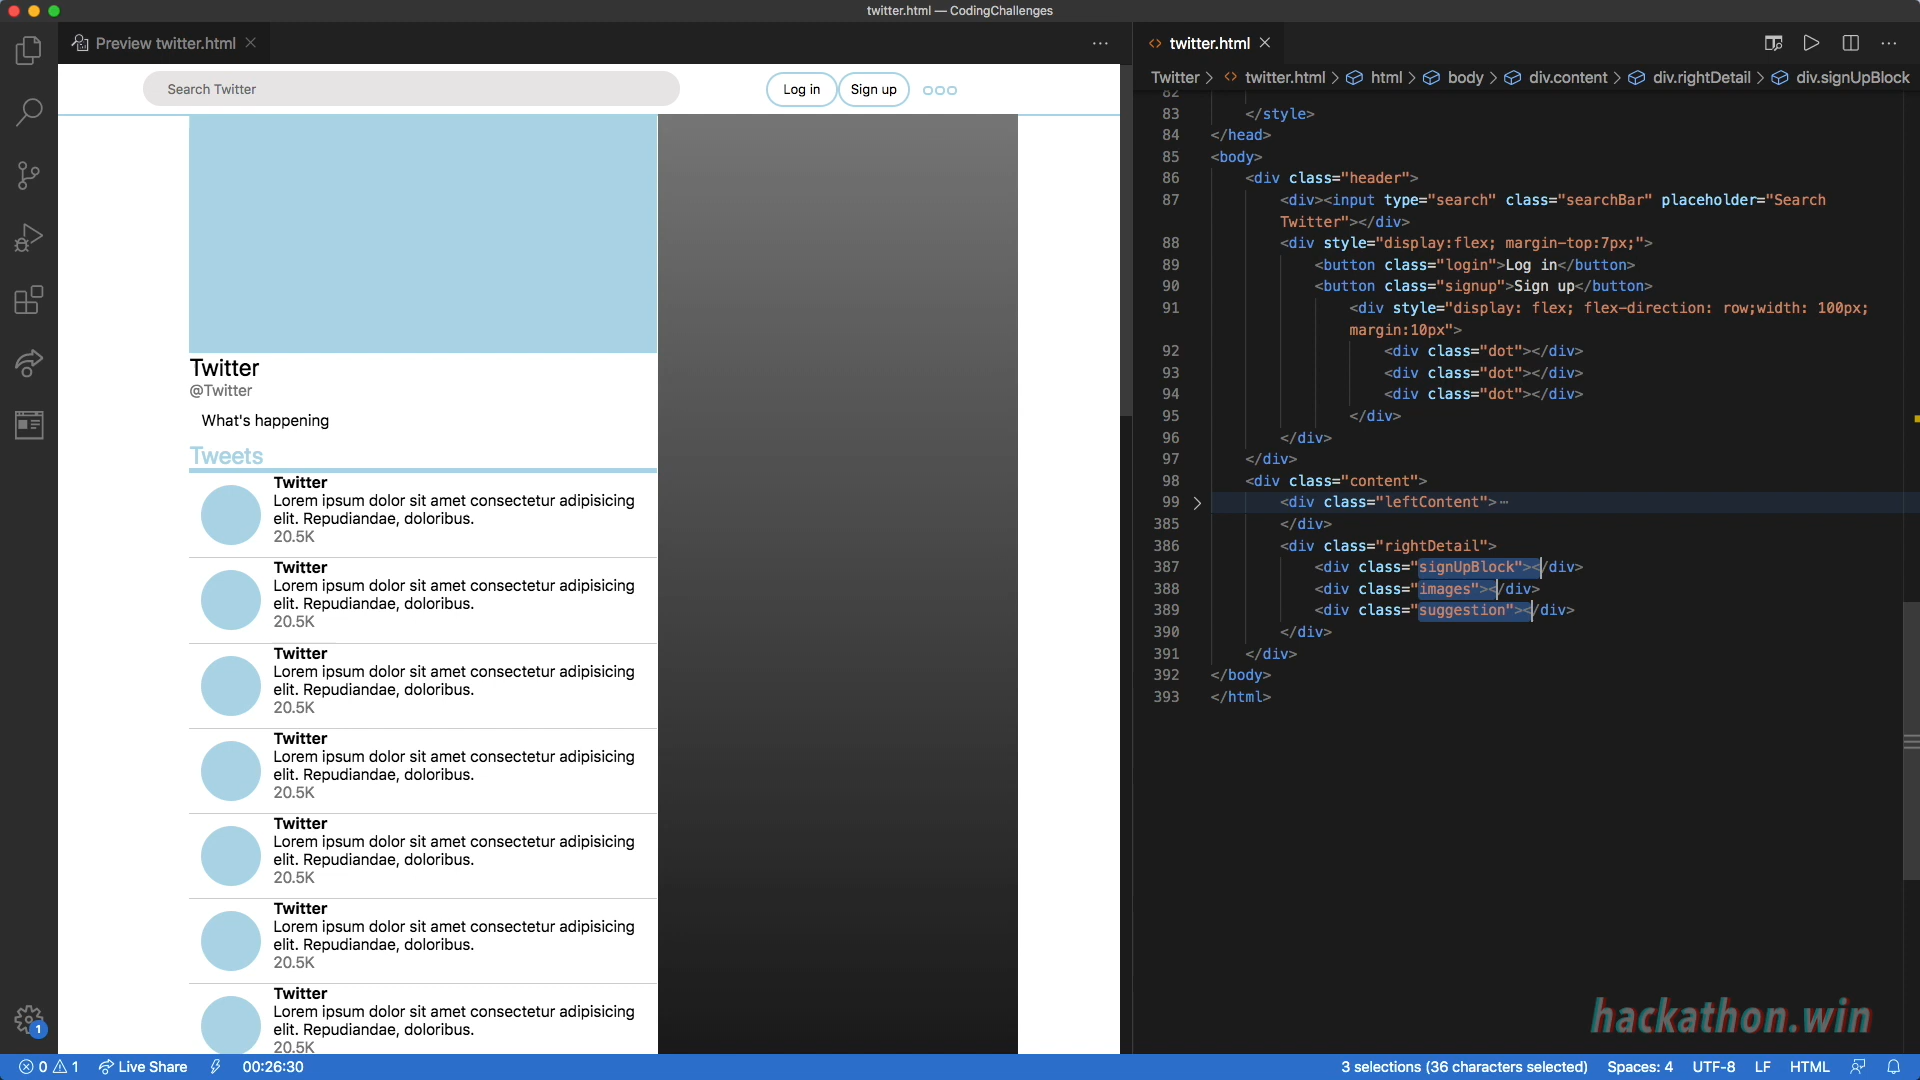 twitter.html — CodingChallenges
Preview twitter.html
twitter.html
Twitter > twitter.html > html > body > div.content > div.rightDetail > div.signUpBlock
Search Twitter
Log in
Sign up
Twitter
@Twitter
What's happening
Tweets
Twitter
Lorem ipsum dolor sit amet consectetur adipisicing
elit. Repudiandae, doloribus.
20.5K
Twitter
Lorem ipsum dolor sit amet consectetur adipisicing
elit. Repudiandae, doloribus.
20.5K
Twitter
Lorem ipsum dolor sit amet consectetur adipisicing
elit. Repudiandae, doloribus.
20.5K
Twitter
Lorem ipsum dolor sit amet consectetur adipisicing
elit. Repudiandae, doloribus.
20.5K
Twitter
Lorem ipsum dolor sit amet consectetur adipisicing
elit. Repudiandae, doloribus.
20.5K
Twitter
Lorem ipsum dolor sit amet consectetur adipisicing
elit. Repudiandae, doloribus.
20.5K
Twitter
Lorem ipsum dolor sit amet consectetur adipisicing
elit. Repudiandae, doloribus.
20.5K
82
83 </style>
84 </head>
85 <body>
86 <div class="header">
87 <div><input type="search" class="searchBar" placeholder="Search
Twitter"></div>
88 <div style="display:flex; margin-top:7px;">
89 <button class="login">Log in</button>
90 <button class="signup">Sign up</button>
91 <div style="display: flex; flex-direction: row;width: 100px;
margin:10px">
92 <div class="dot"></div>
93 <div class="dot"></div>
94 <div class="dot"></div>
95 </div>
96 </div>
97 </div>
98 <div class="content">
99 <div class="leftContent">⋯
385 </div>
386 <div class="rightDetail">
387 <div class="signUpBlock"></div>
388 <div class="images"></div>
389 <div class="suggestion"></div>
390 </div>
391 </div>
392 </body>
393 </html>
hackathon.win
1
0 1 Live Share 00:26:30
3 selections (36 characters selected) Spaces: 4 UTF-8 LF HTML